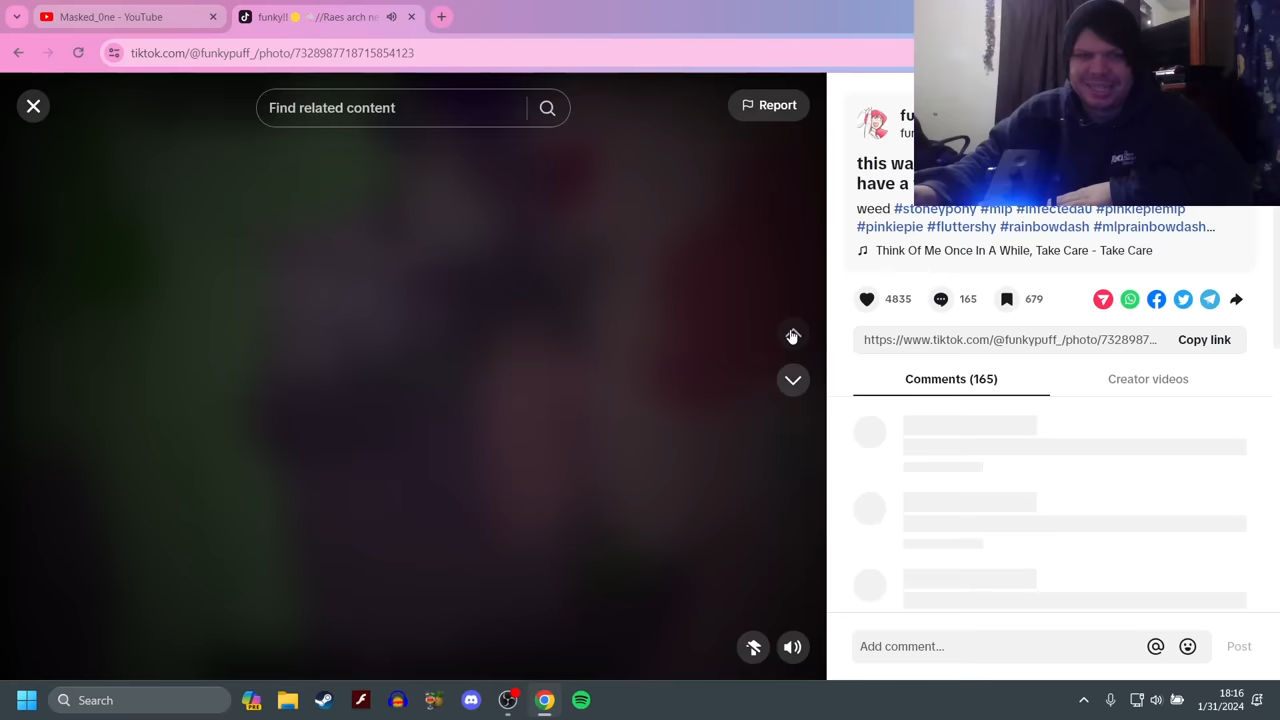 Masked_0ne - YouTube
funky!! //Raes arch ne
tiktok.com/@funkypuff_/photo/7328987718715854123
Find related content
Report
this wa
have a
weed #stoneypony #mlp #infectedau #pinkiepiemlp
#pinkiepie #fluttershy #rainbowdash #mlprainbowdash...
Think Of Me Once In A While, Take Care - Take Care
4835
165
679
https://www.tiktok.com/@funkypuff_/photo/7328987...
Copy link
Comments (165)
Creator videos
Add comment...
Post
Search
PRE
18:16
1/31/2024